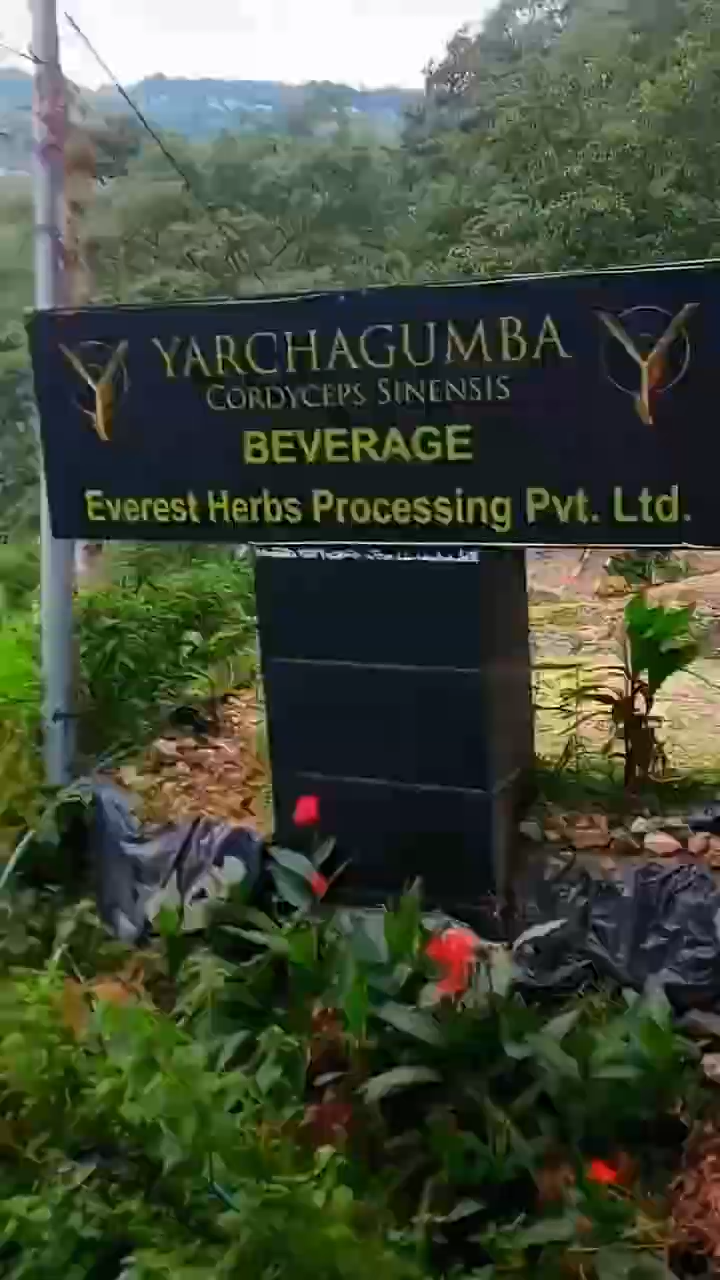 YARCHAGUMBA
CORDYCEPS SINENSIS
BEVERAGE
Everest Herbs Processing Pvt. Ltd.